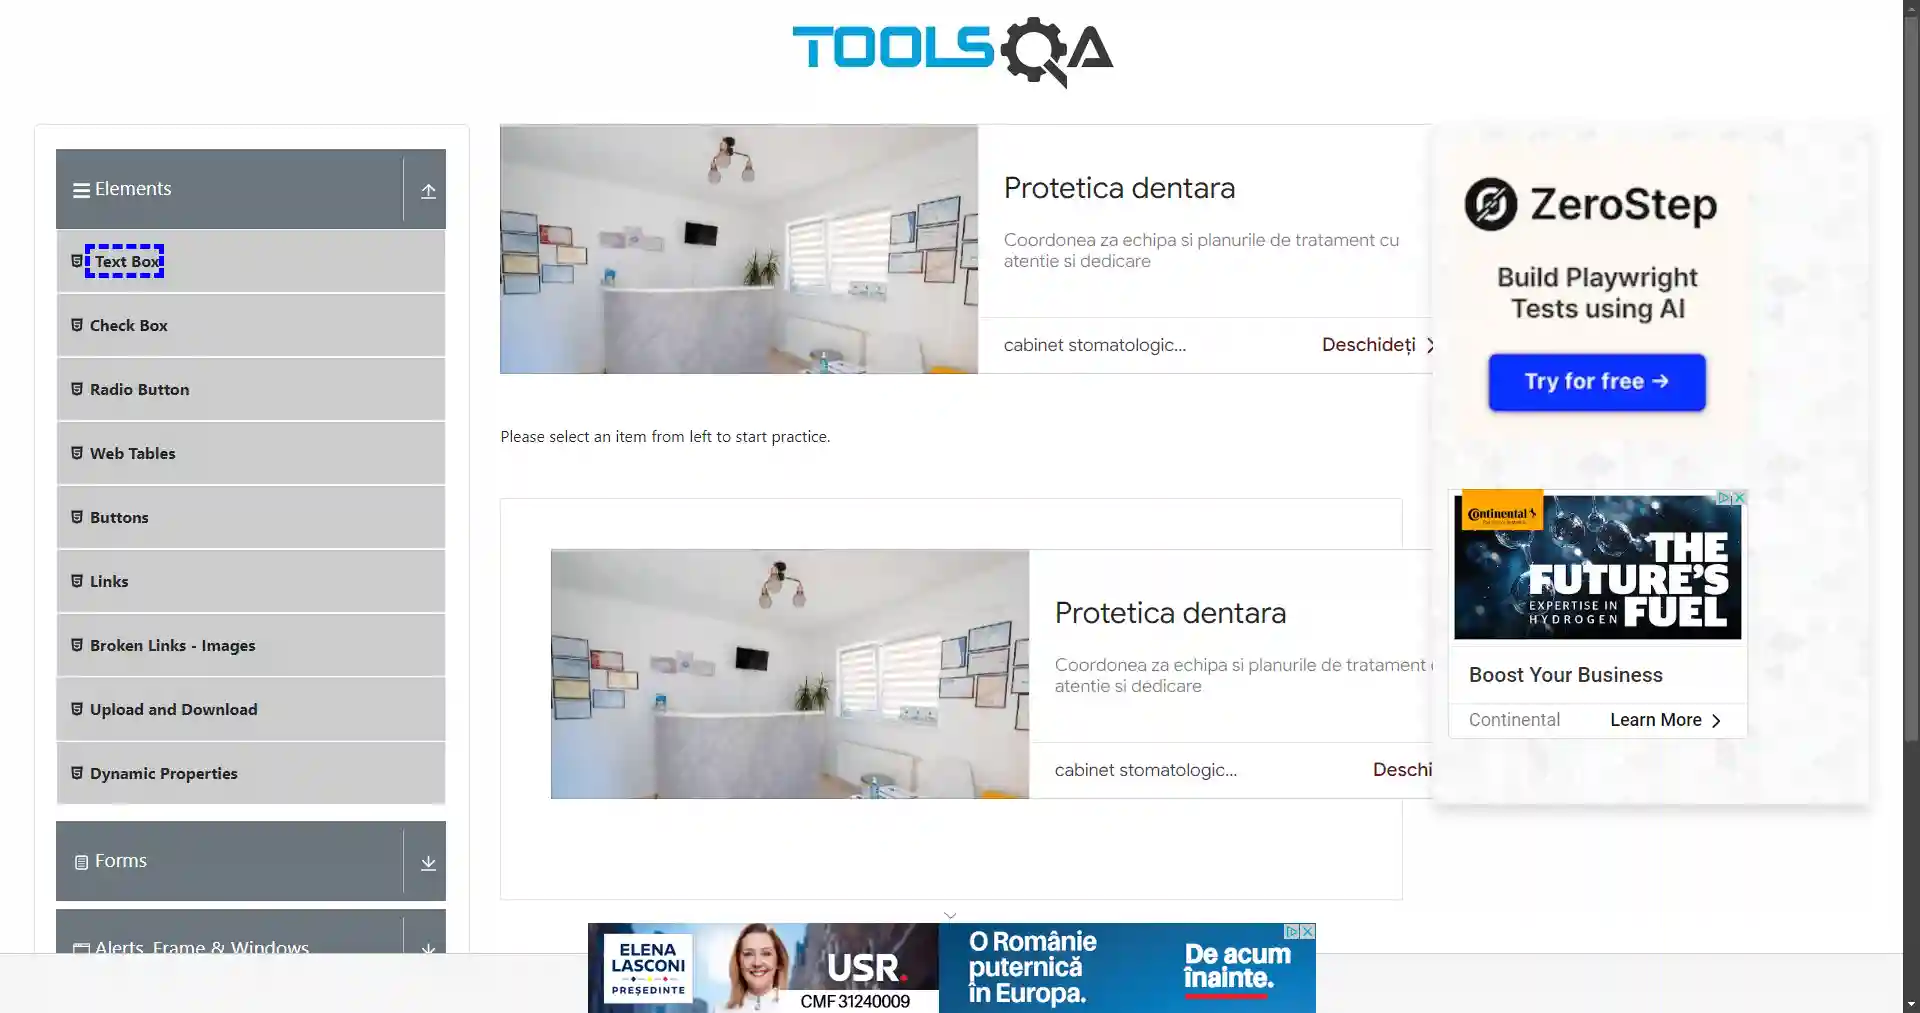 TOOLSQA
Elements
Text Box
Check Box
Radio Button
Web Tables
Buttons
Links
Broken Links - Images
Upload and Download
Dynamic Properties
Forms
Alerts, Frame & Windows
Protetica dentara
Coordonea za echipa si planurile de tratament cu
atentie si dedicare
cabinet stomatologic...
Deschideți
Please select an item from left to start practice.
Protetica dentara
Coordonea za echipa si planurile de tratament
atentie si dedicare
cabinet stomatologic...
Deschi
ZeroStep
Build Playwright
Tests using AI
Try for free →
Continental
THE
FUTURE'S
FUEL
EXPERTISE IN
HYDROGEN
Boost Your Business
Continental
Learn More
ELENA
LASCONI
PREȘEDINTE
USR.
CMF 31240009
O Românie
puternică
în Europa.
De acum
înainte.